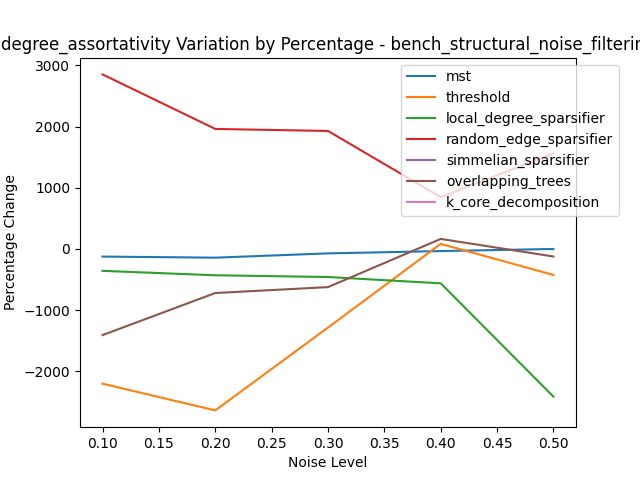 degree_assortativity Variation by Percentage - bench_structural_noise_filterin
3000
2000
1000
0
−1000
−2000
Percentage Change
mst
threshold
local_degree_sparsifier
random_edge_sparsifier
simmelian_sparsifier
overlapping_trees
k_core_decomposition
0.10 0.15 0.20 0.25 0.30 0.35 0.40 0.45 0.50
Noise Level